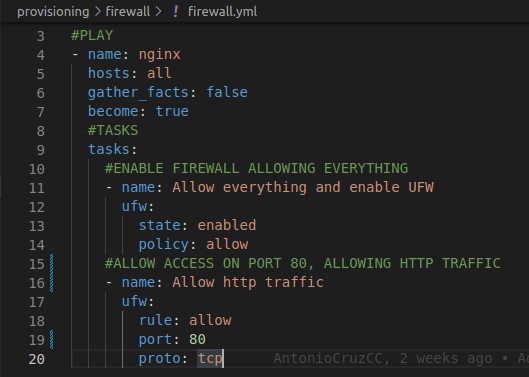 provisioning > firewall > ! firewall.yml
3 #PLAY
4 - name: nginx
5 hosts: all
6 gather_facts: false
7 become: true
8 #TASKS
9 tasks:
10 #ENABLE FIREWALL ALLOWING EVERYTHING
11 - name: Allow everything and enable UFW
12 ufw:
13 state: enabled
14 policy: allow
15 #ALLOW ACCESS ON PORT 80, ALLOWING HTTP TRAFFIC
16 - name: Allow http traffic
17 ufw:
18 rule: allow
19 port: 80
20 proto: tcp AntonioCruzCC, 2 weeks ago •